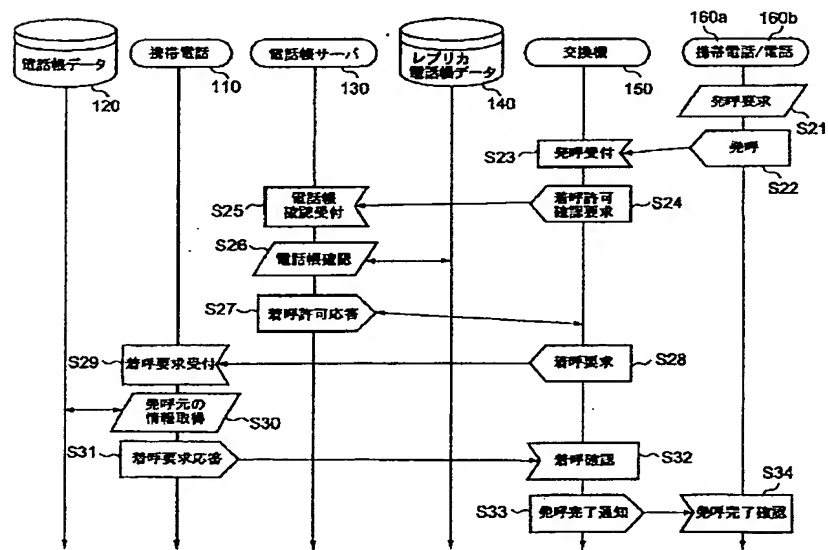 160a 160b
電話帳データ
携帯電話
電話帳サーバ
レプリカ
電話帳データ
交換機
携帯電話/電話
120
110
130
140
150
発呼要求
S21
S23
発呼受付
発呼
S22
S25
電話帳
確認受付
着呼許可
確認要求
S24
S26
電話帳確認
S27
着呼許可応答
S29
着呼要求受付
着呼要求
S28
発呼元の
情報取得
S30
S31
着呼要求応答
着呼確認
S32
S33
発呼完了通知
S34
発呼完了確認